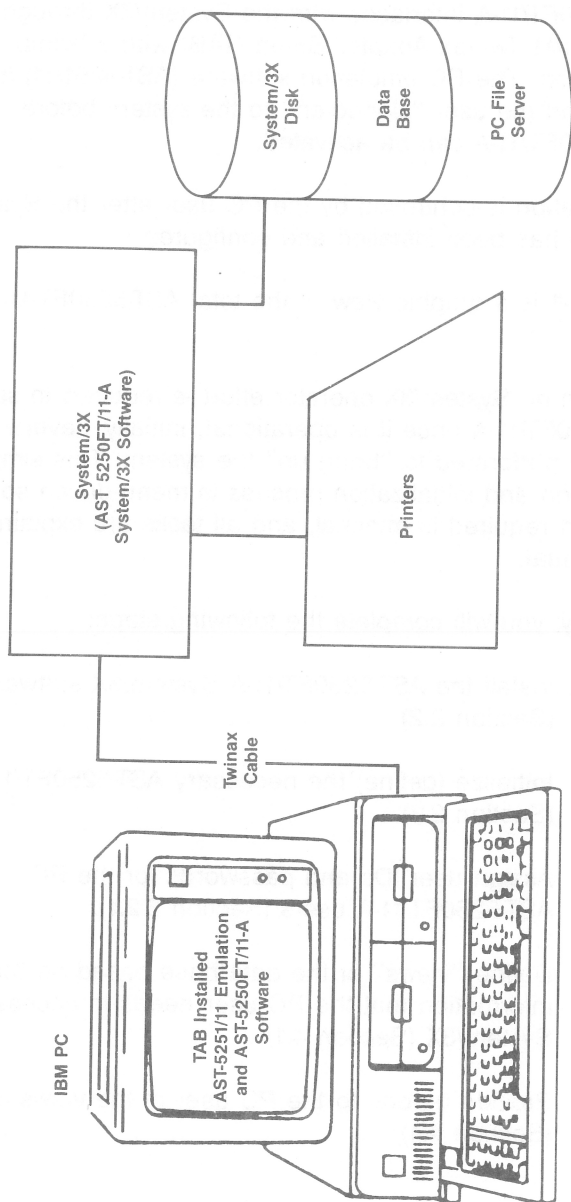 IBM PC
TAB Installed
AST-5251/11 Emulation
and AST-5250FT/11-A
Software
Twinax
Cable
System/3X
(AST 5250FT/11-A
System/3X Software)
Printers
System/3X
Disk
Data
Base
PC File
Server